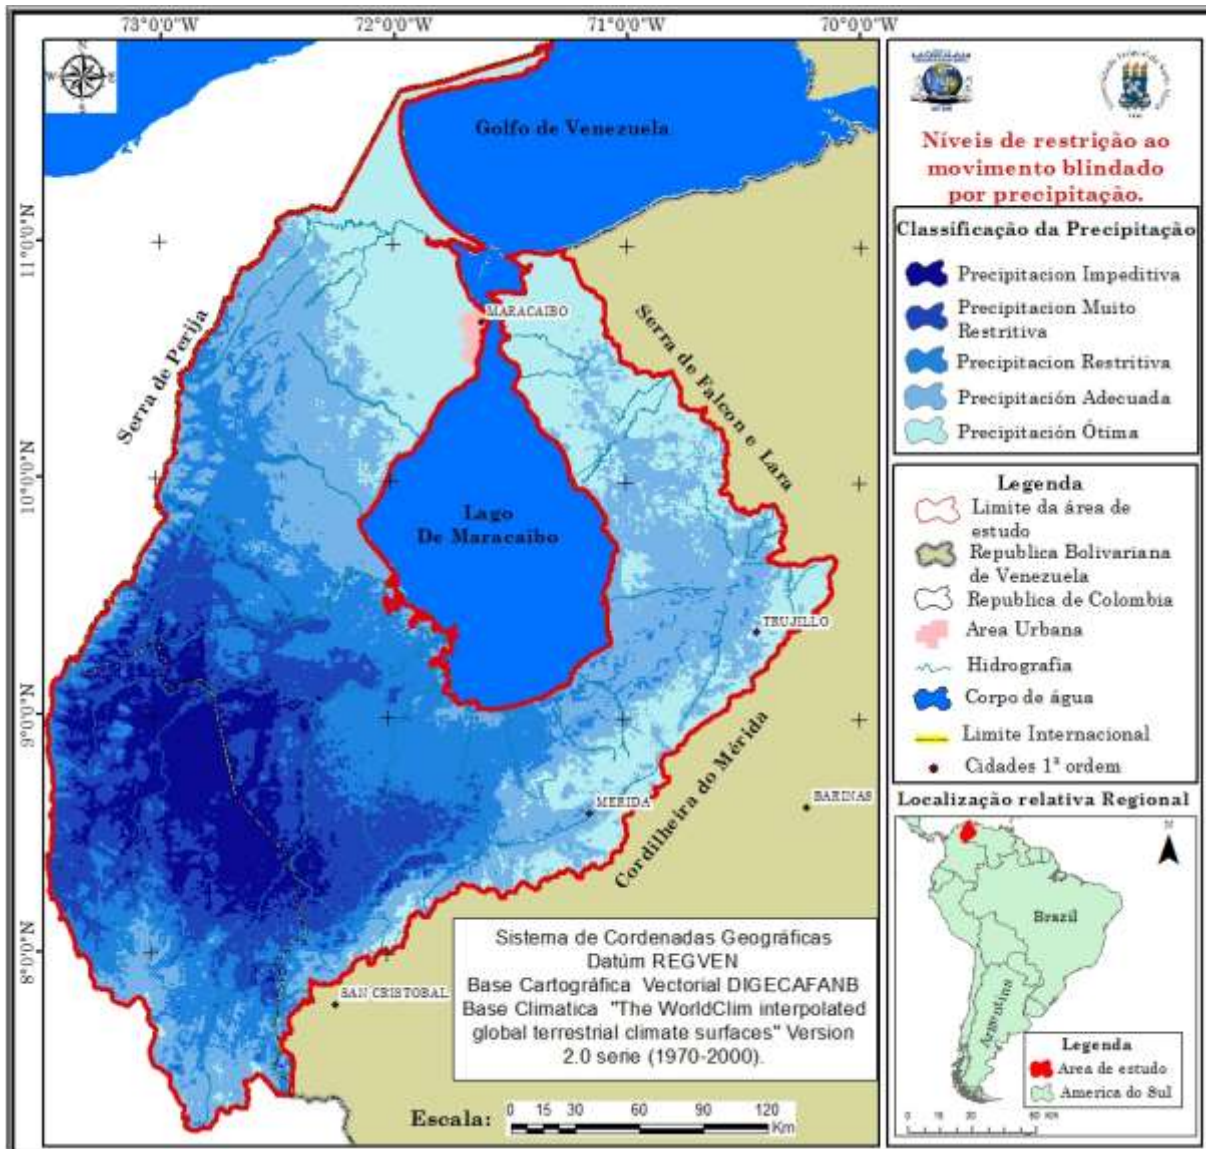 73°0'0"W
72°0'0"W
71°0'0"W
70°0'0"W
11°0'0"N
10°0'0"N
9°0'0"N
8°0'0"N
Golfo de Venezuela
MARACAIBO
Serra de Perija
Serra de Falcon e Lara
Lago
De Maracaibo
TRUJILLO
MERIDA
BARINAS
Cordilheira do Mérida
SAN CRISTOBAL
Sistema de Cordenadas Geográficas
Datúm REGVEN
Base Cartográfica Vectorial DIGECAFANB
Base Climatica "The WorldClim interpolated
global terrestrial climate surfaces" Version
2.0 serie (1970-2000).
Escala:
0 15 30 60 90 120
Km
Níveis de restrição ao
movimento blindado
por precipitação.
Classificação da Precipitação
Precipitacion Impeditiva
Precipitacion Muito
Restritiva
Precipitacion Restritiva
Precipitación Adecuada
Precipitación Ótima
Legenda
Limite da área de
estudo
Republica Bolivariana
de Venezuela
Republica de Colombia
Area Urbana
Hidrografia
Corpo de água
Limite Internacional
Cidades 1ª ordem
Localização relativa Regional
N
Brazil
Argentina
Legenda
Area de estudo
America do Sul